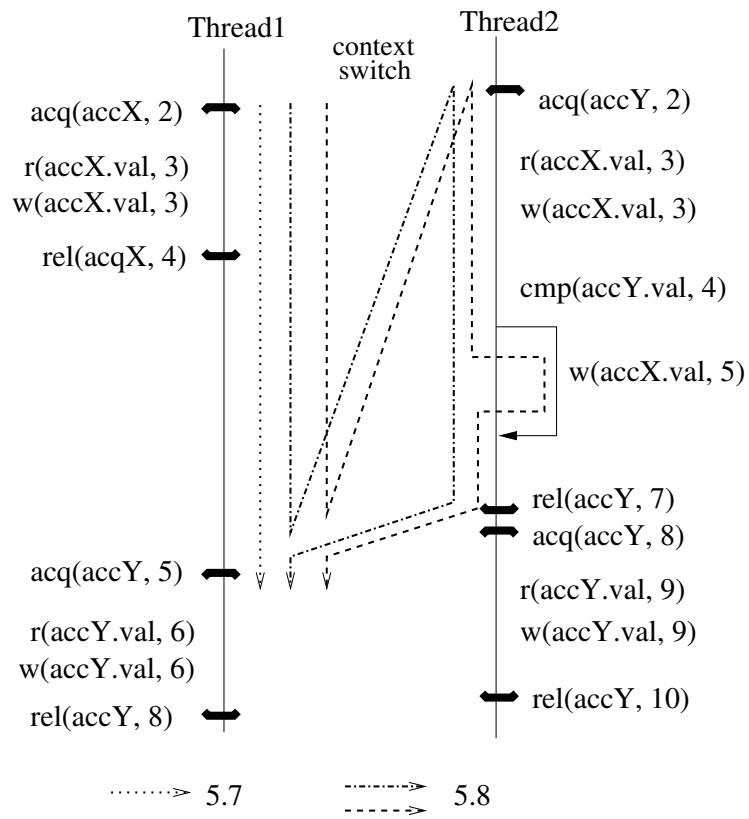 Thread1
context
switch
Thread2
acq(accX, 2)
r(accX.val, 3)
w(accX.val, 3)
rel(acqX, 4)
acq(accY, 5)
r(accY.val, 6)
w(accY.val, 6)
rel(accY, 8)
acq(accY, 2)
r(accX.val, 3)
w(accX.val, 3)
cmp(accY.val, 4)
w(accX.val, 5)
rel(accY, 7)
acq(accY, 8)
r(accY.val, 9)
w(accY.val, 9)
rel(accY, 10)
5.7
5.8